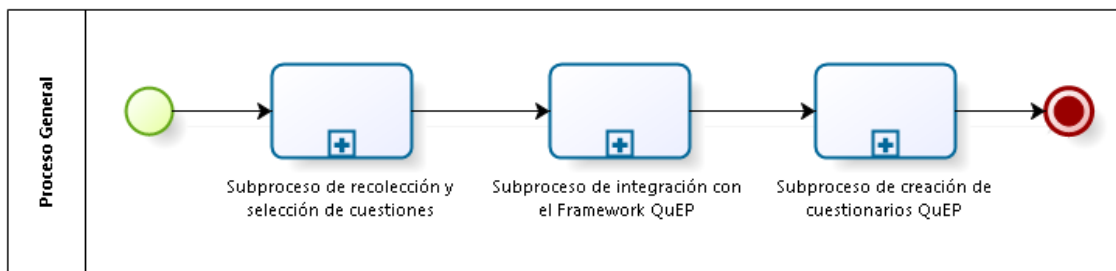 Proceso General
Subproceso de recolección y
selección de cuestiones
Subproceso de integración con
el Framework QuEP
Subproceso de creación de
cuestionarios QuEP